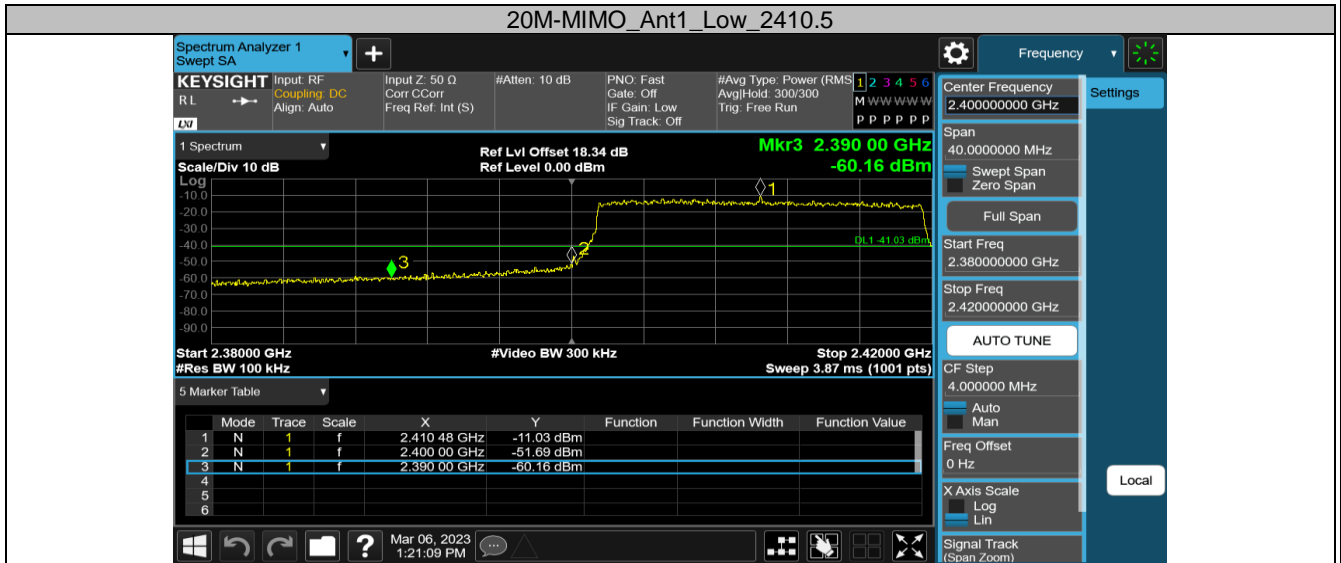 20M-MIMO_Ant1_Low_2410.5
Spectrum Analyzer 1
Swept SA
+
Frequency
KEYSIGHT
R L
LXI
Input: RF
Coupling: DC
Align: Auto
Input Z: 50 Ω
Corr CCorr
Freq Ref: Int (S)
#Atten: 10 dB
PNO: Fast
Gate: Off
IF Gain: Low
Sig Track: Off
#Avg Type: Power (RMS
Avg|Hold: 300/300
Trig: Free Run
1 2 3 4 5 6
M W W W W W
P P P P P P
1 Spectrum
Scale/Div 10 dB
Ref Lvl Offset 18.34 dB
Ref Level 0.00 dBm
Mkr3 2.390 00 GHz
-60.16 dBm
Log
-10.0
-20.0
-30.0
-40.0
-50.0
-60.0
-70.0
-80.0
-90.0
1
2
3
DL1 -41.03 dBm
Start 2.38000 GHz
#Res BW 100 kHz
#Video BW 300 kHz
Stop 2.42000 GHz
Sweep 3.87 ms (1001 pts)
5 Marker Table
Mode Trace Scale X Y Function Function Width Function Value
1 N 1 f 2.410 48 GHz -11.03 dBm
2 N 1 f 2.400 00 GHz -51.69 dBm
3 N 1 f 2.390 00 GHz -60.16 dBm
4
5
6
?
Mar 06, 2023
1:21:09 PM
Center Frequency
2.400000000 GHz
Settings
Span
40.0000000 MHz
Swept Span
Zero Span
Full Span
Start Freq
2.380000000 GHz
Stop Freq
2.420000000 GHz
AUTO TUNE
CF Step
4.000000 MHz
Auto
Man
Freq Offset
0 Hz
X Axis Scale
Log
Lin
Local
Signal Track
(Span Zoom)